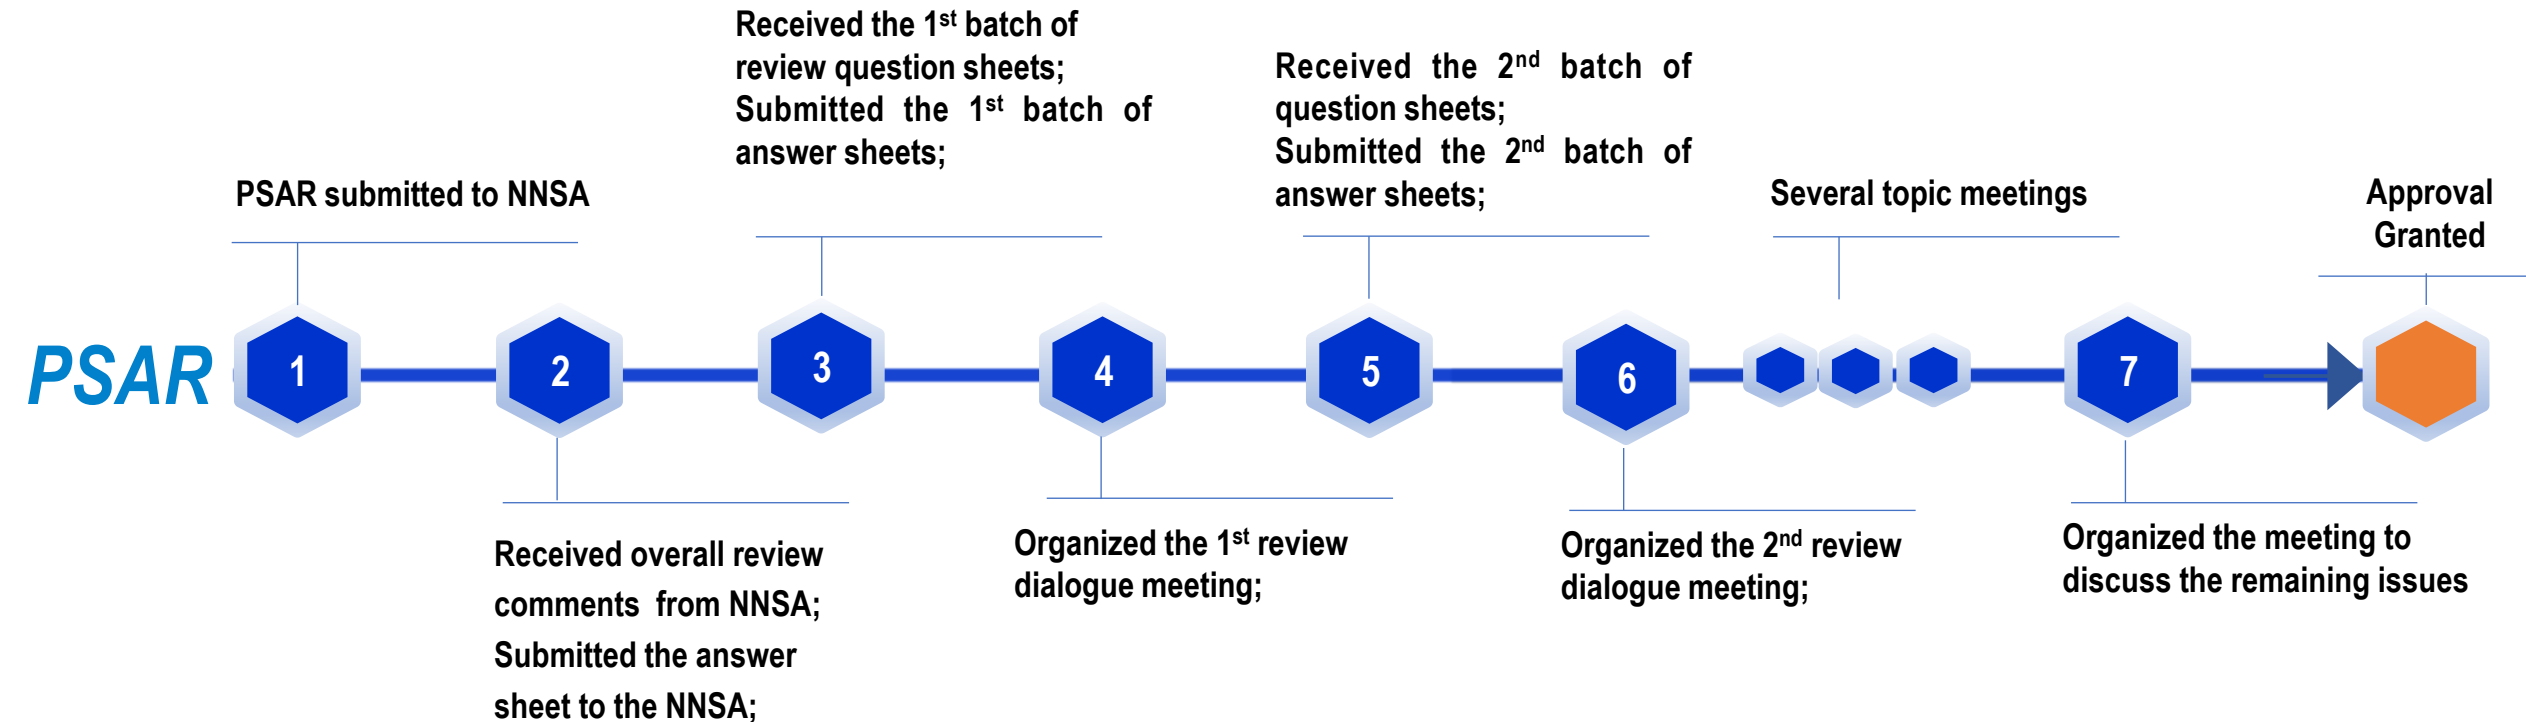 PSAR
PSAR submitted to NNSA
1
2
Received overall review
comments from NNSA;
Submitted the answer
sheet to the NNSA;
Received the 1st batch of
review question sheets;
Submitted the 1st batch of
answer sheets;
3
4
Organized the 1st review
dialogue meeting;
Received the 2nd batch of
question sheets;
Submitted the 2nd batch of
answer sheets;
5
6
Organized the 2nd review
dialogue meeting;
Several topic meetings
7
Organized the meeting to
discuss the remaining issues
Approval
Granted